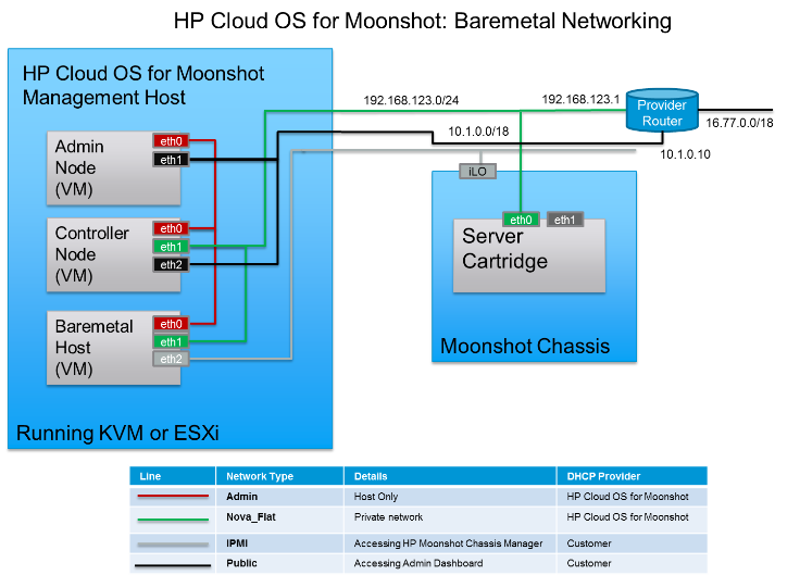 HP Cloud OS for Moonshot: Baremetal Networking
HP Cloud OS for Moonshot
Management Host
Admin
Node
(VM)
eth0
eth1
Controller
Node
(VM)
eth0
eth1
eth2
Baremetal
Host
(VM)
eth0
eth1
eth2
Running KVM or ESXi
192.168.123.0/24
192.168.123.1
10.1.0.0/18
Provider
Router
16.77.0.0/18
10.1.0.10
iLO
eth0
eth1
Server
Cartridge
Moonshot Chassis
Line Network Type Details DHCP Provider
Admin Host Only HP Cloud OS for Moonshot
Nova_Flat Private network HP Cloud OS for Moonshot
IPMI Accessing HP Moonshot Chassis Manager Customer
Public Accessing Admin Dashboard Customer